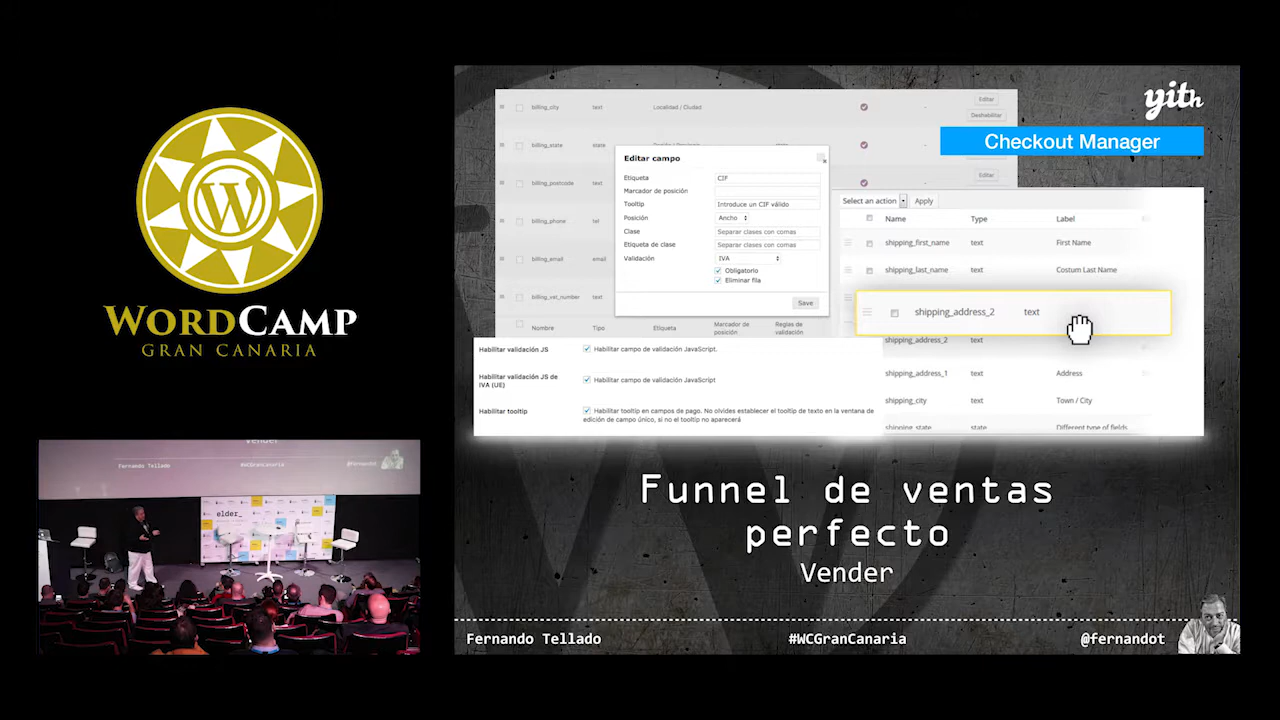 WORDCAMP
GRAN CANARIA
yith
Checkout Manager
billing_city text Localidad / Ciudad - Editar
Deshabilitar
billing_state state
billing_postcode text Editar
billing_phone tel
billing_email email
billing_vat_number text
Nombre Tipo Etiqueta Marcador de posición Reglas de validación
Editar campo
Etiqueta CIF
Marcador de posición
Tooltip Introduce un CIF válido
Posición Ancho
Clase Separar clases con comas
Etiqueta de clase Separar clases con comas
Validación IVA
Obligatorio
Eliminar fila
Save
Select an action Apply
Name Type Label
shipping_first_name text First Name
shipping_last_name text Costum Last Name
shipping_address_2 text
shipping_address_2 text
shipping_address_1 text Address
shipping_city text Town / City
shipping_state state Different type of fields
Habilitar validación JS Habilitar campo de validación JavaScript.
Habilitar validación JS de IVA (UE) Habilitar campo de validación JavaScript
Habilitar tooltip Habilitar tooltip en campos de pago. No olvides establecer el tooltip de texto en la ventana de
edición de campo único, si no el tooltip no aparecerá
Funnel de ventas
perfecto
Vender
Fernando Tellado #WCGranCanaria @fernandot
vender
Fernando Tellado #WCGranCanaria @fernandot
elder_